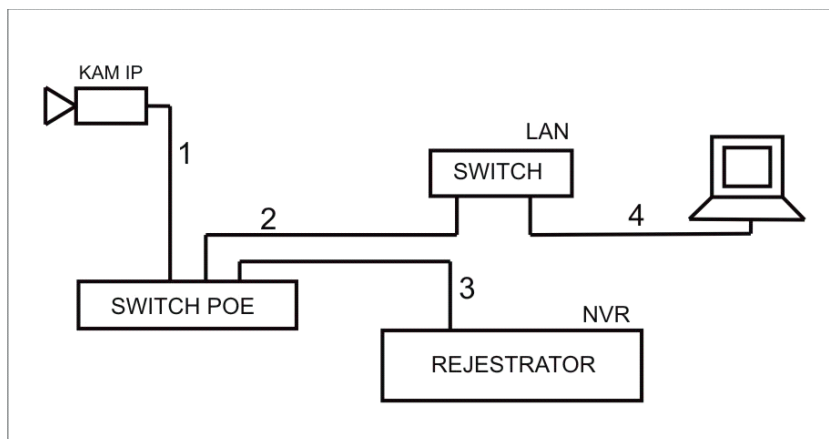 KAM IP
1
LAN
SWITCH
2
4
SWITCH POE
3
NVR
REJESTRATOR